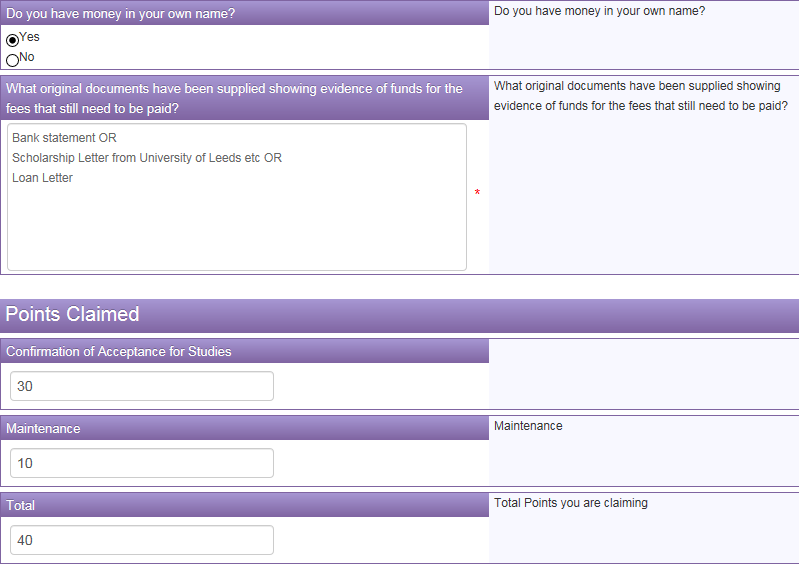 Do you have money in your own name?
Do you have money in your own name?
Yes
No
What original documents have been supplied showing evidence of funds for the
fees that still need to be paid?
What original documents have been supplied showing
evidence of funds for the fees that still need to be paid?
Bank statement OR
Scholarship Letter from University of Leeds etc OR
Loan Letter
*
Points Claimed
Confirmation of Acceptance for Studies
30
Maintenance
Maintenance
10
Total
Total Points you are claiming
40